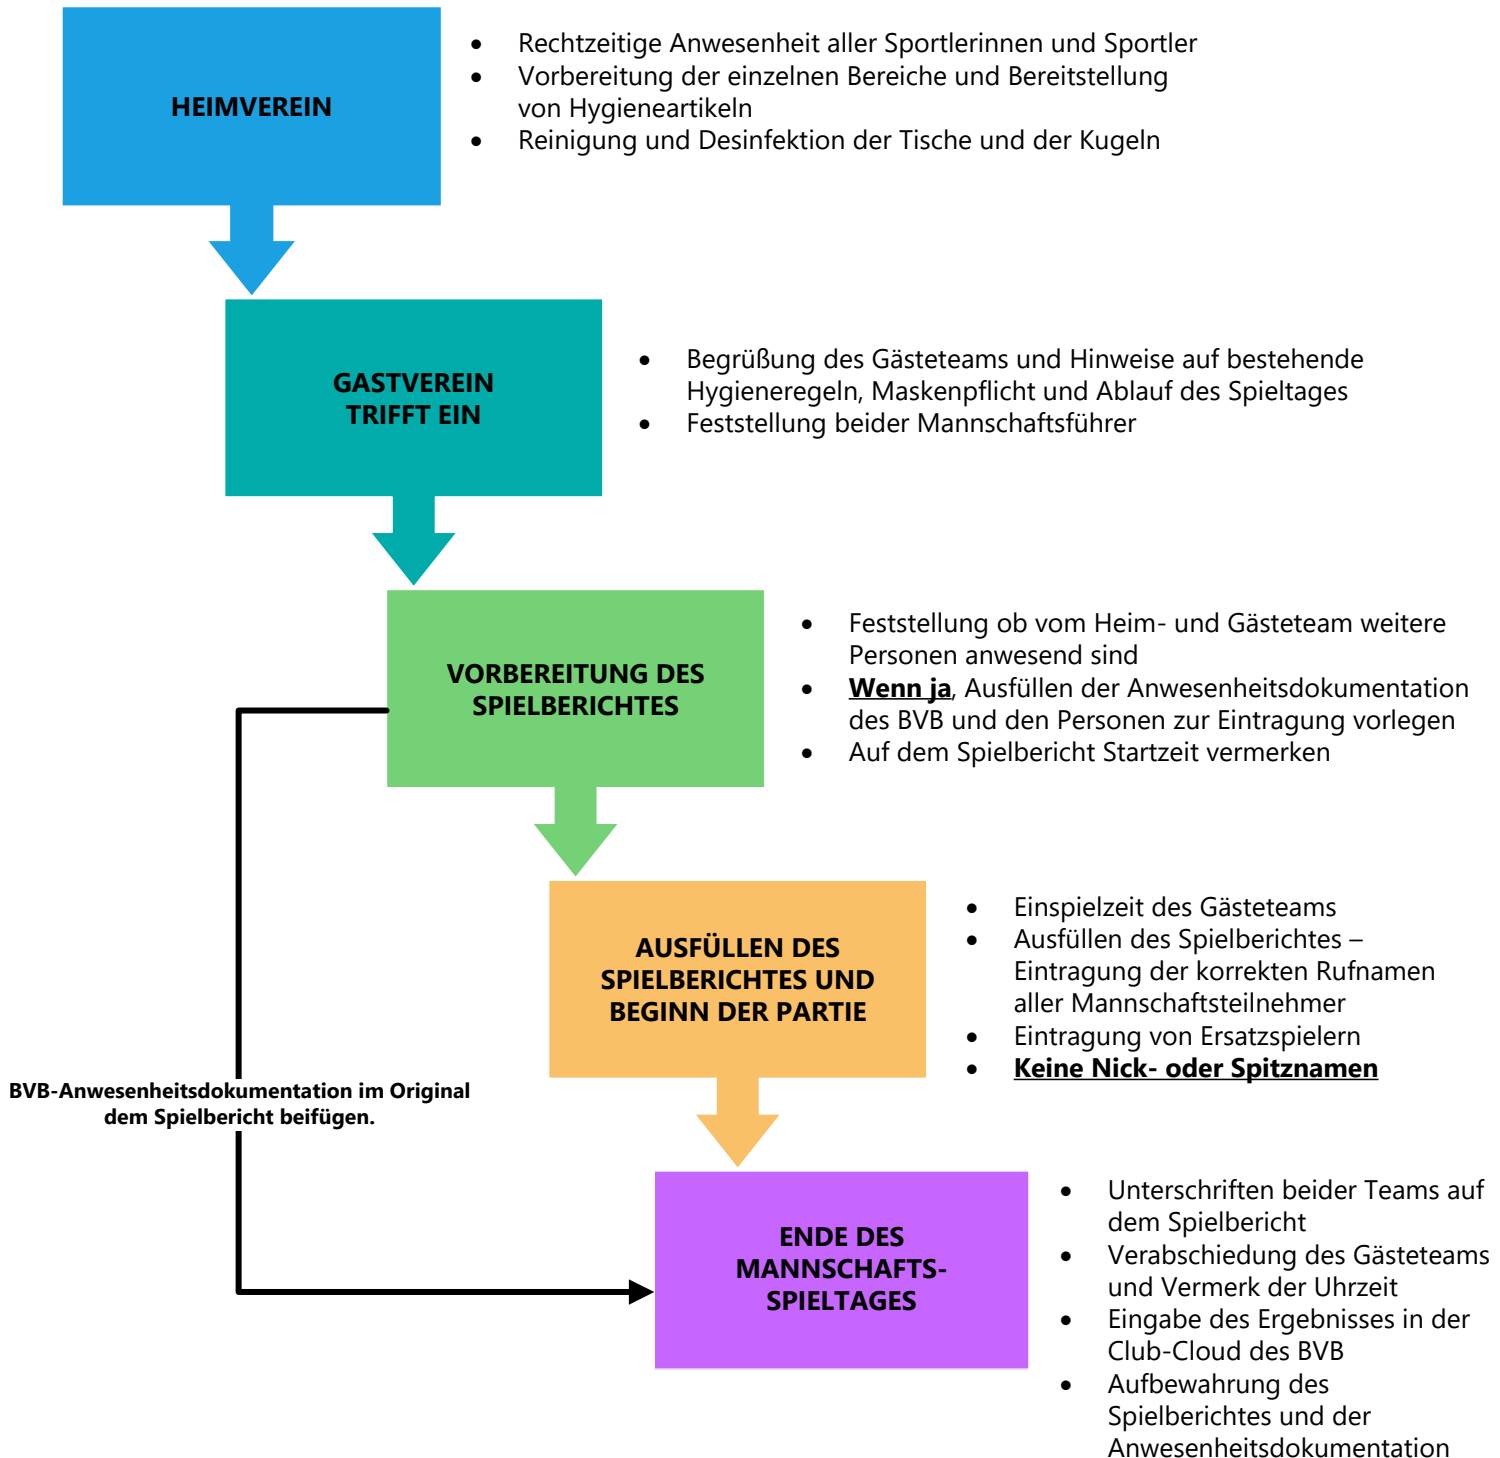 HEIMVEREIN
• Rechtzeitige Anwesenheit aller Sportlerinnen und Sportler
• Vorbereitung der einzelnen Bereiche und Bereitstellung
von Hygieneartikeln
• Reinigung und Desinfektion der Tische und der Kugeln
GASTVEREIN
TRIFFT EIN
• Begrüßung des Gästeteams und Hinweise auf bestehende
Hygieneregeln, Maskenpflicht und Ablauf des Spieltages
• Feststellung beider Mannschaftsführer
VORBEREITUNG DES
SPIELBERICHTES
• Feststellung ob vom Heim- und Gästeteam weitere
Personen anwesend sind
• Wenn ja, Ausfüllen der Anwesenheitsdokumentation
des BVB und den Personen zur Eintragung vorlegen
• Auf dem Spielbericht Startzeit vermerken
AUSFÜLLEN DES
SPIELBERICHTES UND
BEGINN DER PARTIE
• Einspielzeit des Gästeteams
• Ausfüllen des Spielberichtes –
Eintragung der korrekten Rufnamen
aller Mannschaftsteilnehmer
• Eintragung von Ersatzspielern
• Keine Nick- oder Spitznamen
BVB-Anwesenheitsdokumentation im Original
dem Spielbericht beifügen.
ENDE DES
MANNSCHAFTS-
SPIELTAGES
• Unterschriften beider Teams auf
dem Spielbericht
• Verabschiedung des Gästeteams
und Vermerk der Uhrzeit
• Eingabe des Ergebnisses in der
Club-Cloud des BVB
• Aufbewahrung des
Spielberichtes und der
Anwesenheitsdokumentation